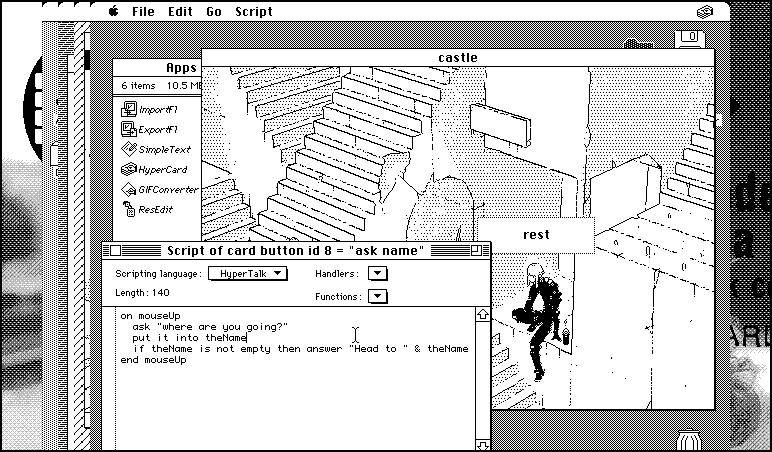 File Edit Go Script
castle
Apps
6 items 10.5 MB
ImportFl
ExportFl
SimpleText
HyperCard
GIFConverter
ResEdit
rest
Script of card button id 8 = "ask name"
Scripting language: HyperTalk Handlers:
Length: 140
Functions:
on mouseUp
ask "where are you going?"
put it into theName
if theName is not empty then answer "Head to " & theName
end mouseUp